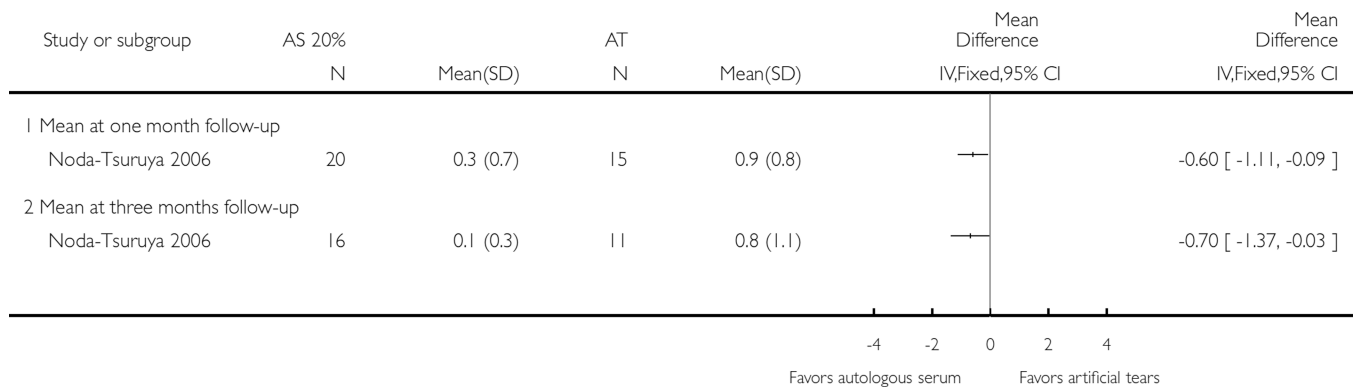 Study or subgroup AS 20% AT Mean Difference Mean Difference
N Mean(SD) N Mean(SD) IV,Fixed,95% CI IV,Fixed,95% CI
1 Mean at one month follow-up
Noda-Tsuruya 2006 20 0.3 (0.7) 15 0.9 (0.8) -0.60 [ -1.11, -0.09 ]
2 Mean at three months follow-up
Noda-Tsuruya 2006 16 0.1 (0.3) 11 0.8 (1.1) -0.70 [ -1.37, -0.03 ]
-4 -2 0 2 4
Favors autologous serum Favors artificial tears